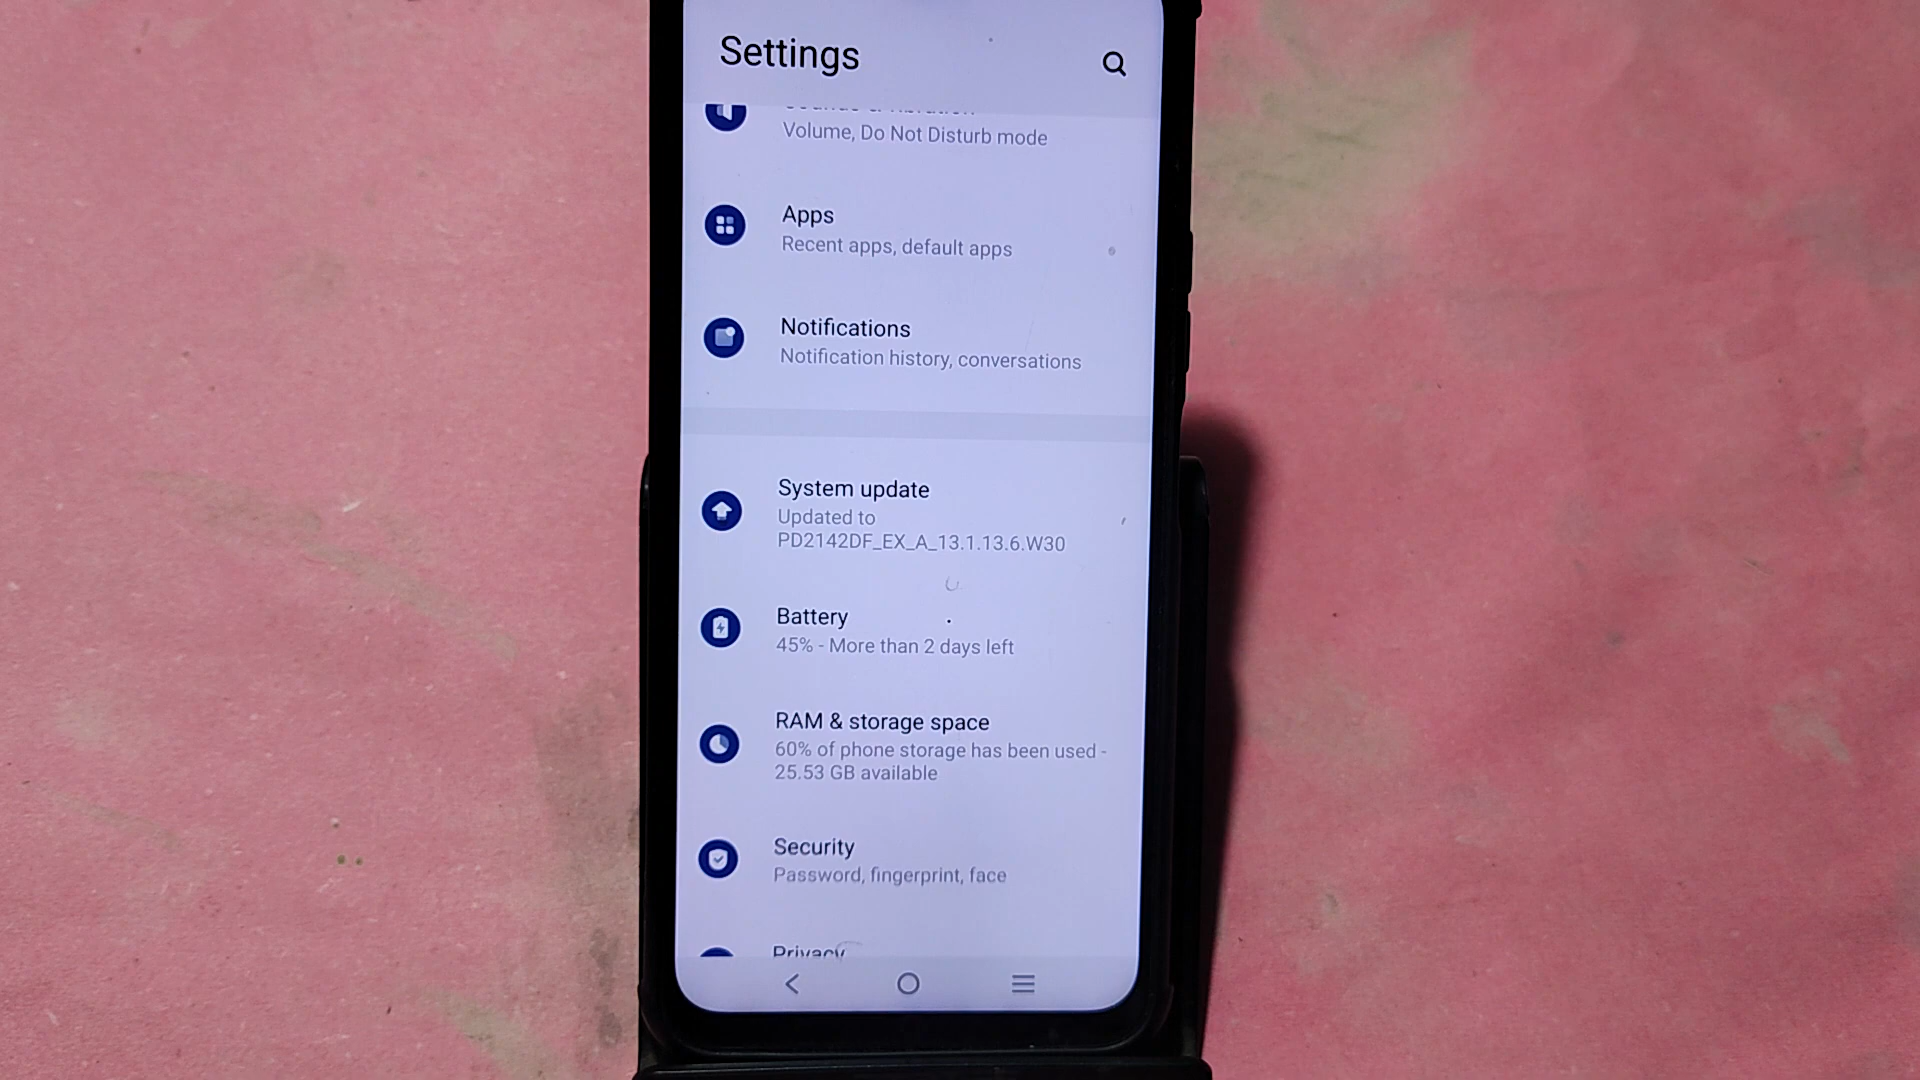 Settings
Volume, Do Not Disturb mode
Apps
Recent apps, default apps
Notifications
Notification history, conversations
System update
Updated to
PD2142DF_EX_A_13.1.13.6.W30
Battery
45% - More than 2 days left
RAM & storage space
60% of phone storage has been used -
25.53 GB available
Security
Password, fingerprint, face
Privacy